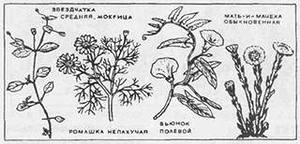 ЗВЕЗДЧАТКА
СРЕДНЯЯ, МОКРИЦА
МАТЬ-И-МАЧЕХА
ОБЫКНОВЕННАЯ
РОМАШКА НЕПАХУЧАЯ
ВЬЮНОК
ПОЛЕВОЙ